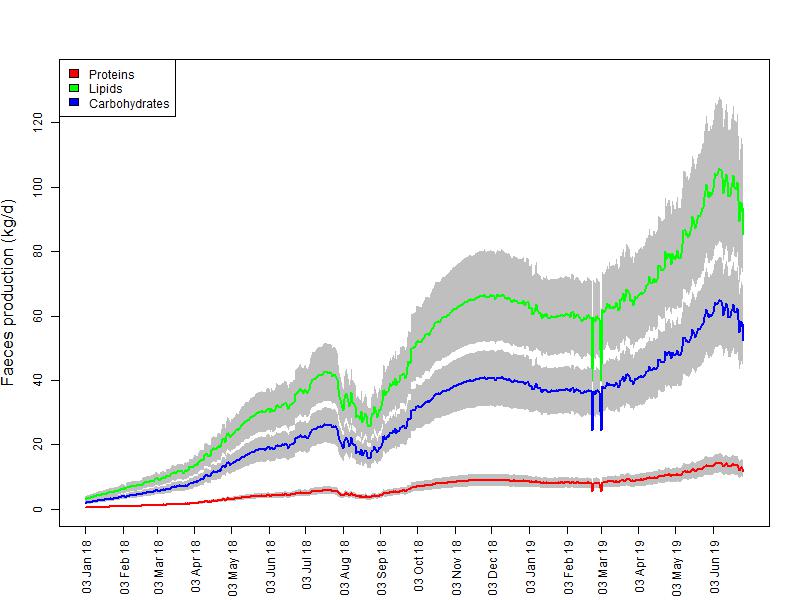 Proteins
Lipids
Carbohydrates
Faeces production (kg/d)
120
100
80
60
40
20
0
03 Jan 18
03 Feb 18
03 Mar 18
03 Apr 18
03 May 18
03 Jun 18
03 Jul 18
03 Aug 18
03 Sep 18
03 Oct 18
03 Nov 18
03 Dec 18
03 Jan 19
03 Feb 19
03 Mar 19
03 Apr 19
03 May 19
03 Jun 19